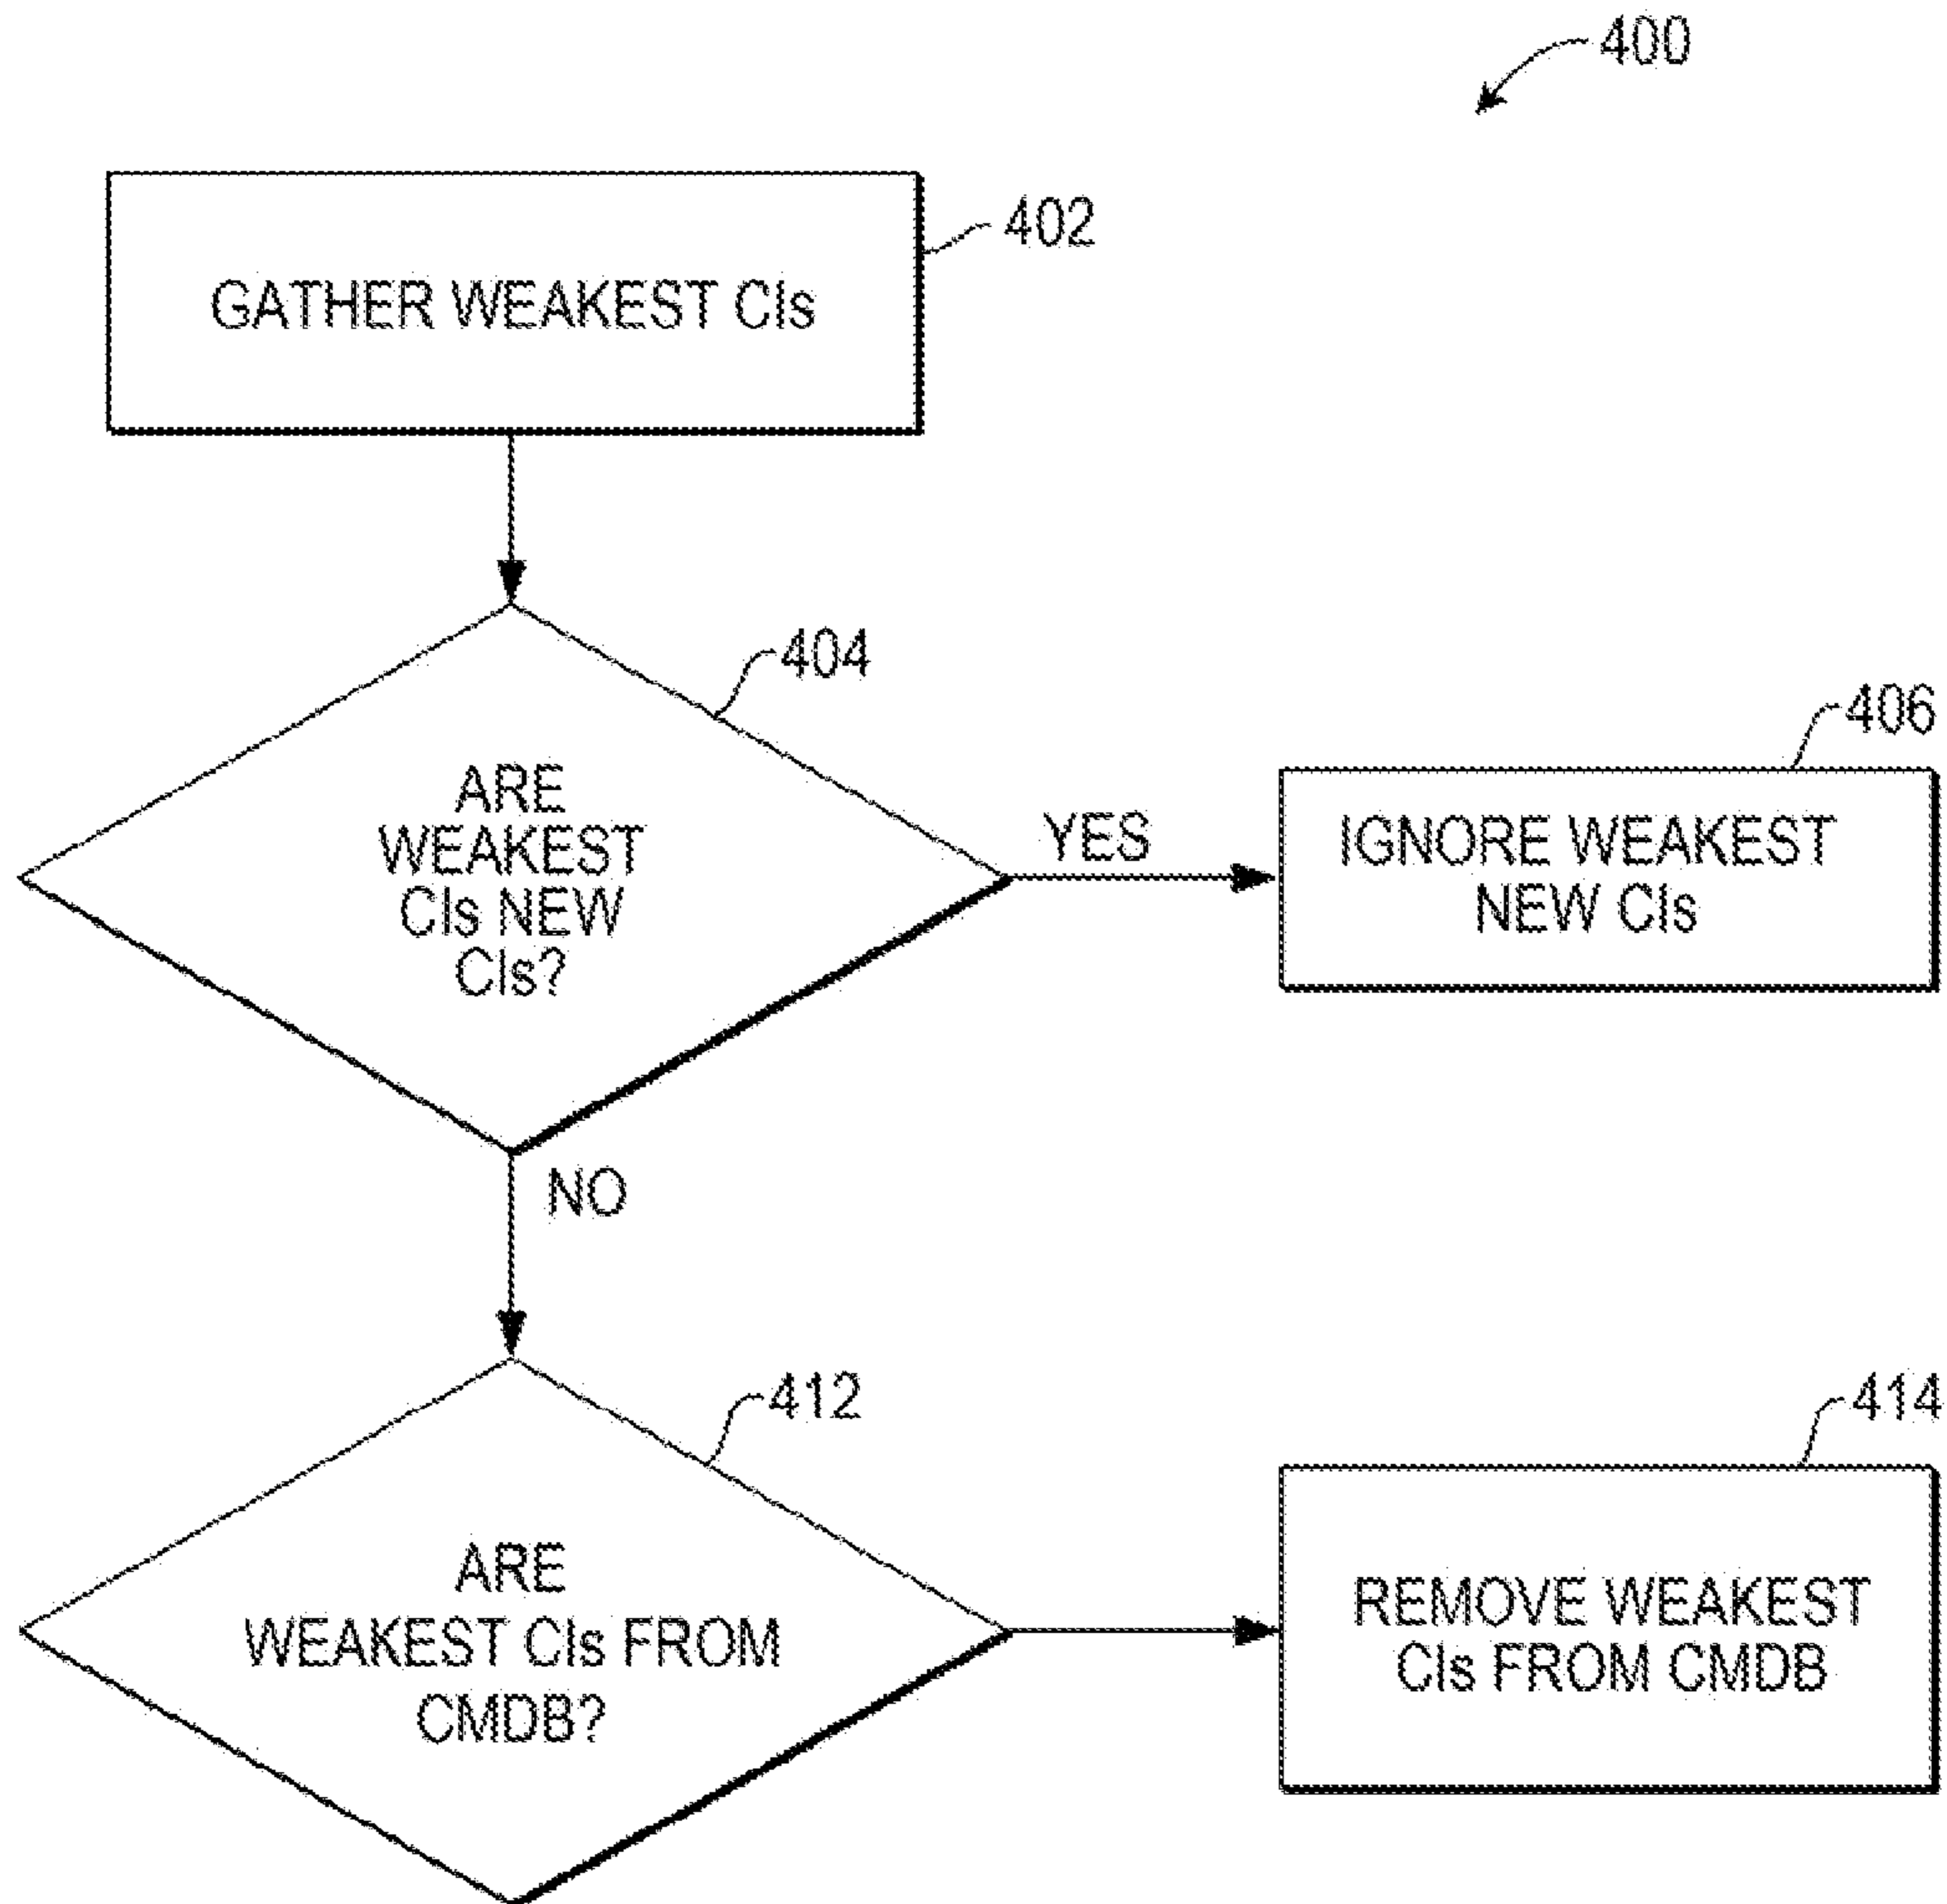 400
402
GATHER WEAKEST CIs
404
ARE
WEAKEST
CIs NEW
CIs?
YES
406
IGNORE WEAKEST
NEW CIs
NO
412
ARE
WEAKEST CIs FROM
CMDB?
414
REMOVE WEAKEST
CIs FROM CMDB